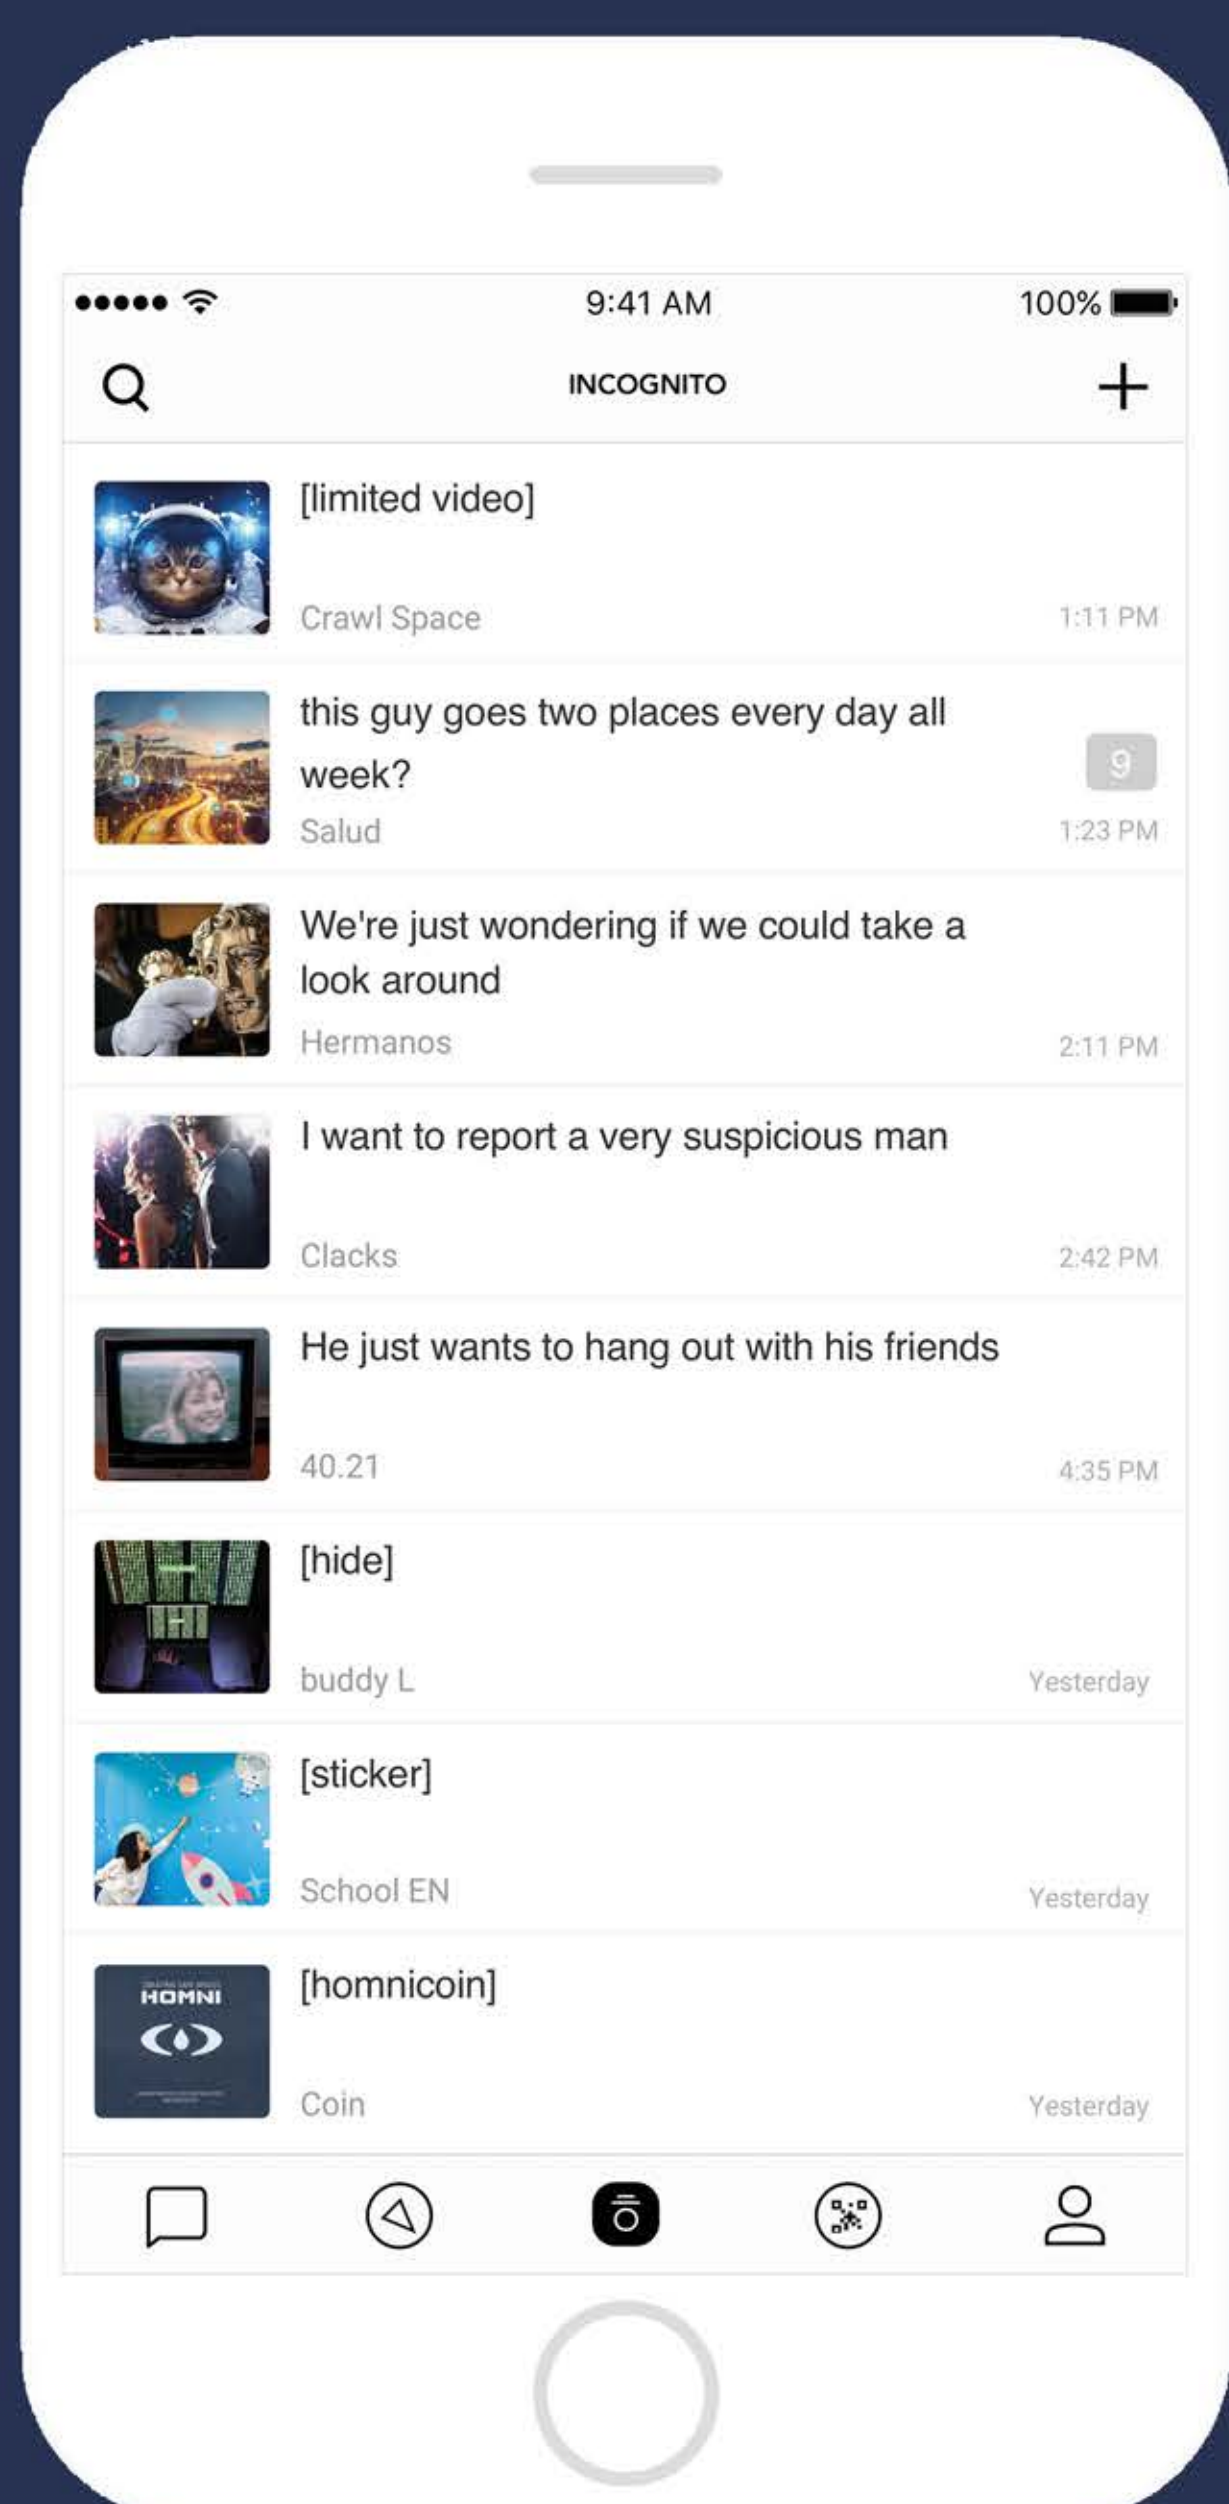 9:41 AM 100%
INCOGNITO
[limited video]
Crawl Space 1:11 PM
this guy goes two places every day all
week?
9
Salud 1:23 PM
We're just wondering if we could take a
look around
Hermanos 2:11 PM
I want to report a very suspicious man
Clacks 2:42 PM
He just wants to hang out with his friends
40.21 4:35 PM
[hide]
buddy L Yesterday
[sticker]
School EN Yesterday
HOMNI
[homnicoin]
Coin Yesterday